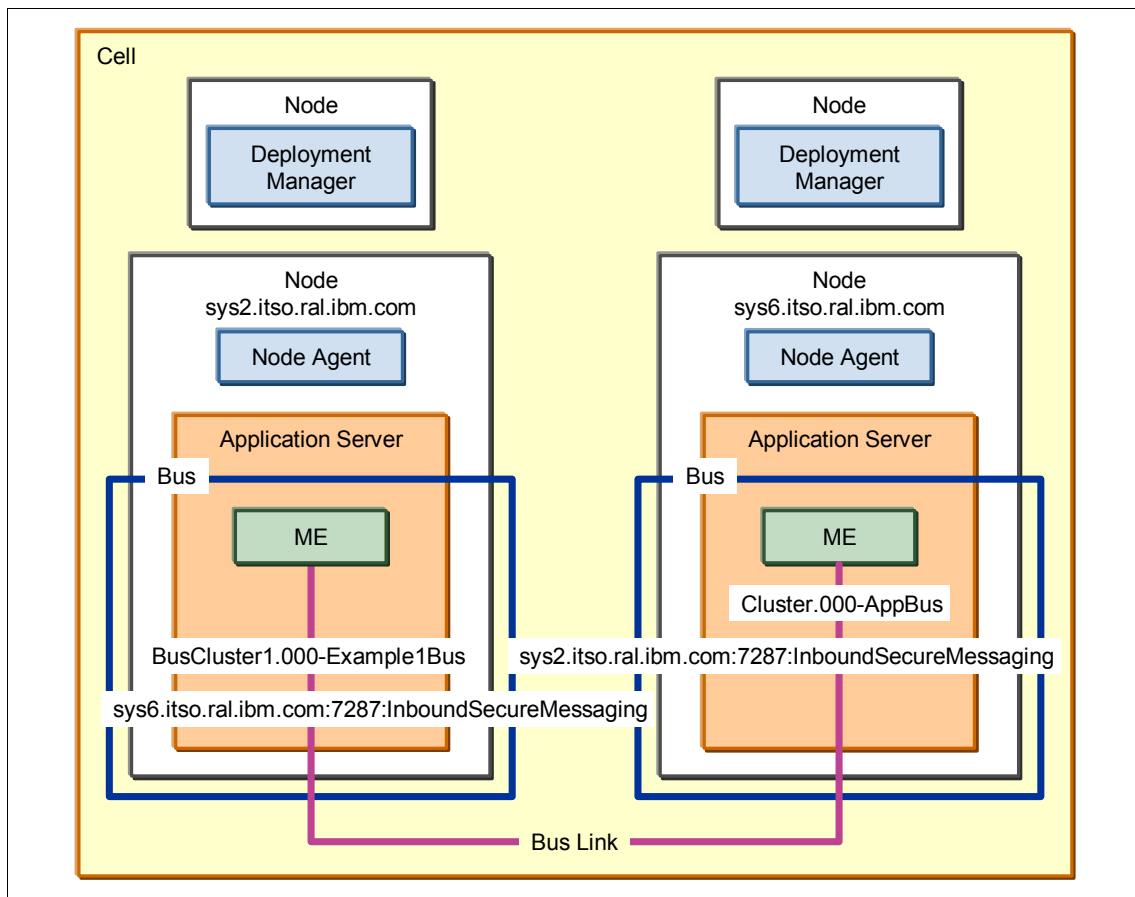 Cell
Node
Deployment
Manager
Node
Deployment
Manager
Node
sys2.itso.ral.ibm.com
Node Agent
Application Server
Bus
ME
BusCluster1.000-Example1Bus
sys6.itso.ral.ibm.com:7287:InboundSecureMessaging
Node
sys6.itso.ral.ibm.com
Node Agent
Application Server
Bus
ME
Cluster.000-AppBus
sys2.itso.ral.ibm.com:7287:InboundSecureMessaging
Bus Link